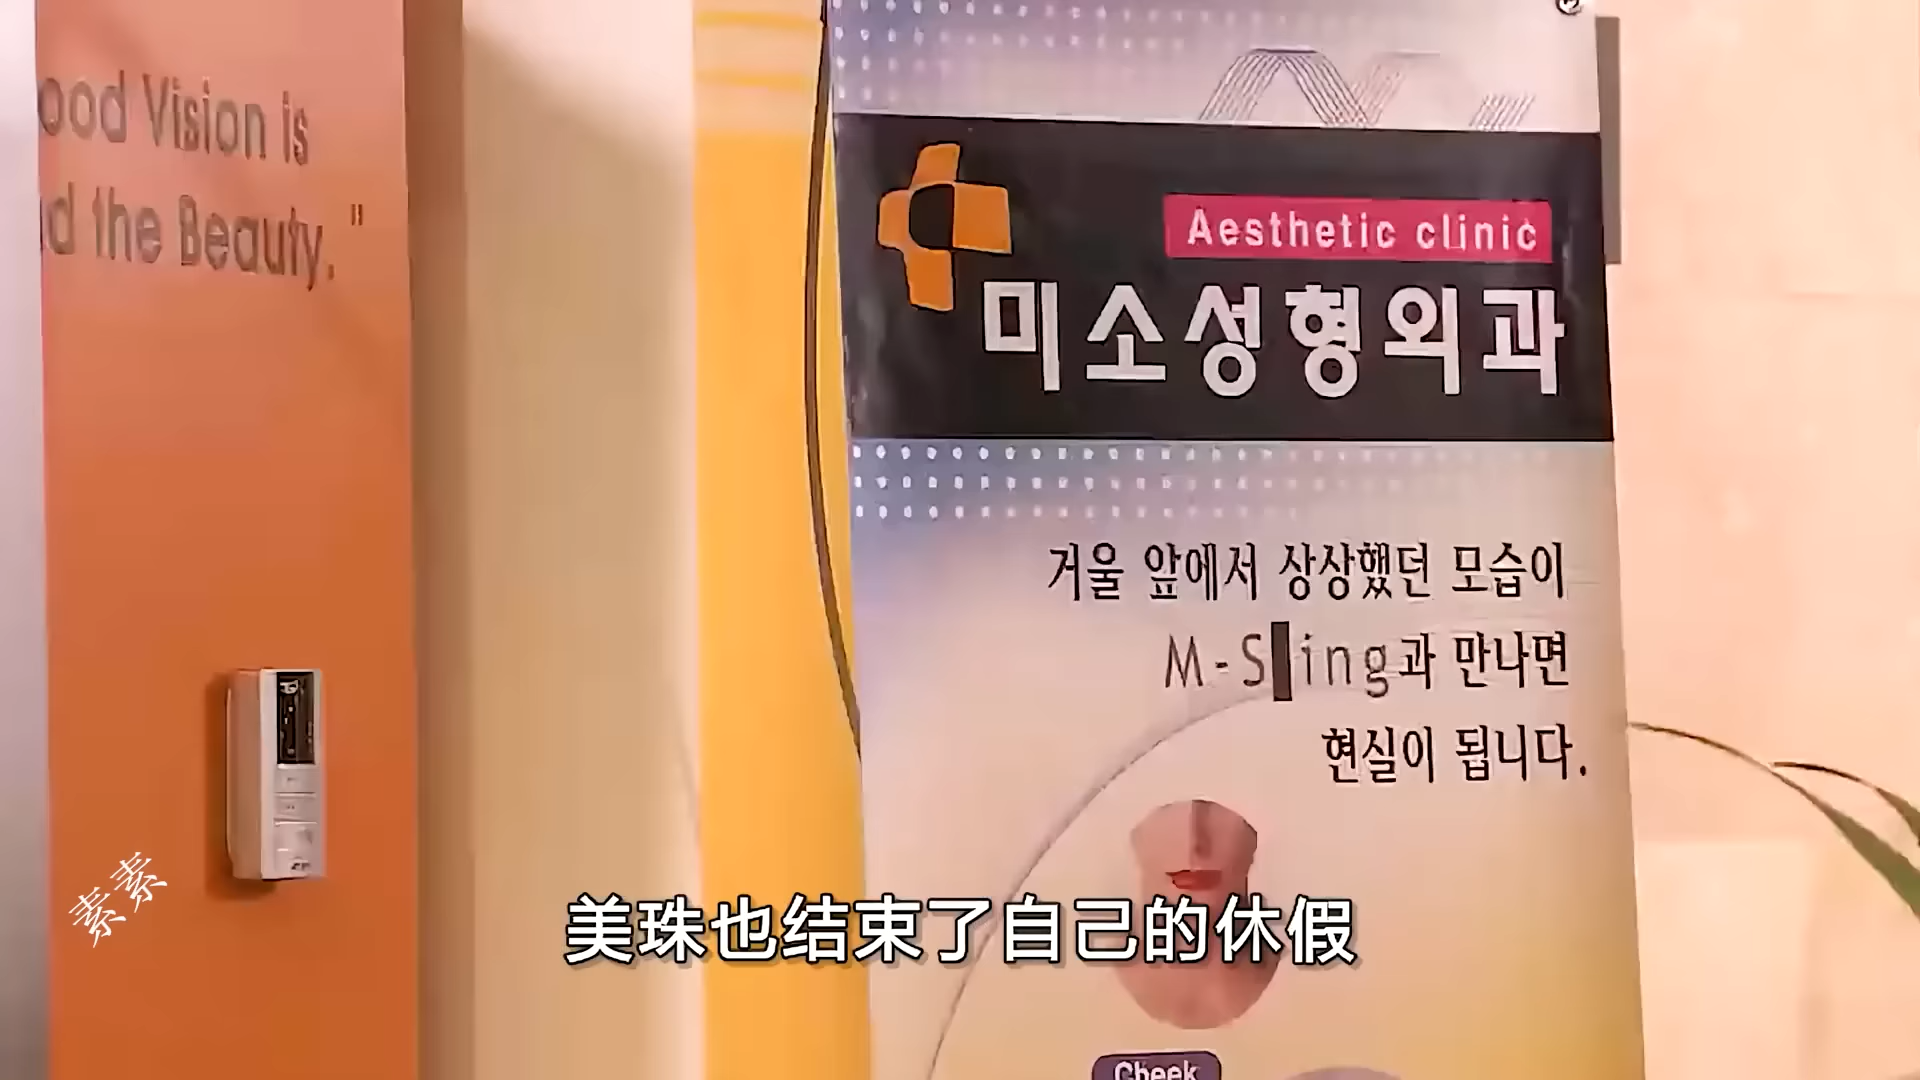 ood Vision is
d the Beauty."
Aesthetic clinic
미소성형외과
거울 앞에서 상상했던 모습이
M-Sling과 만나면
현실이 됩니다.
素素
美珠也结束了自己的休假
Cheek